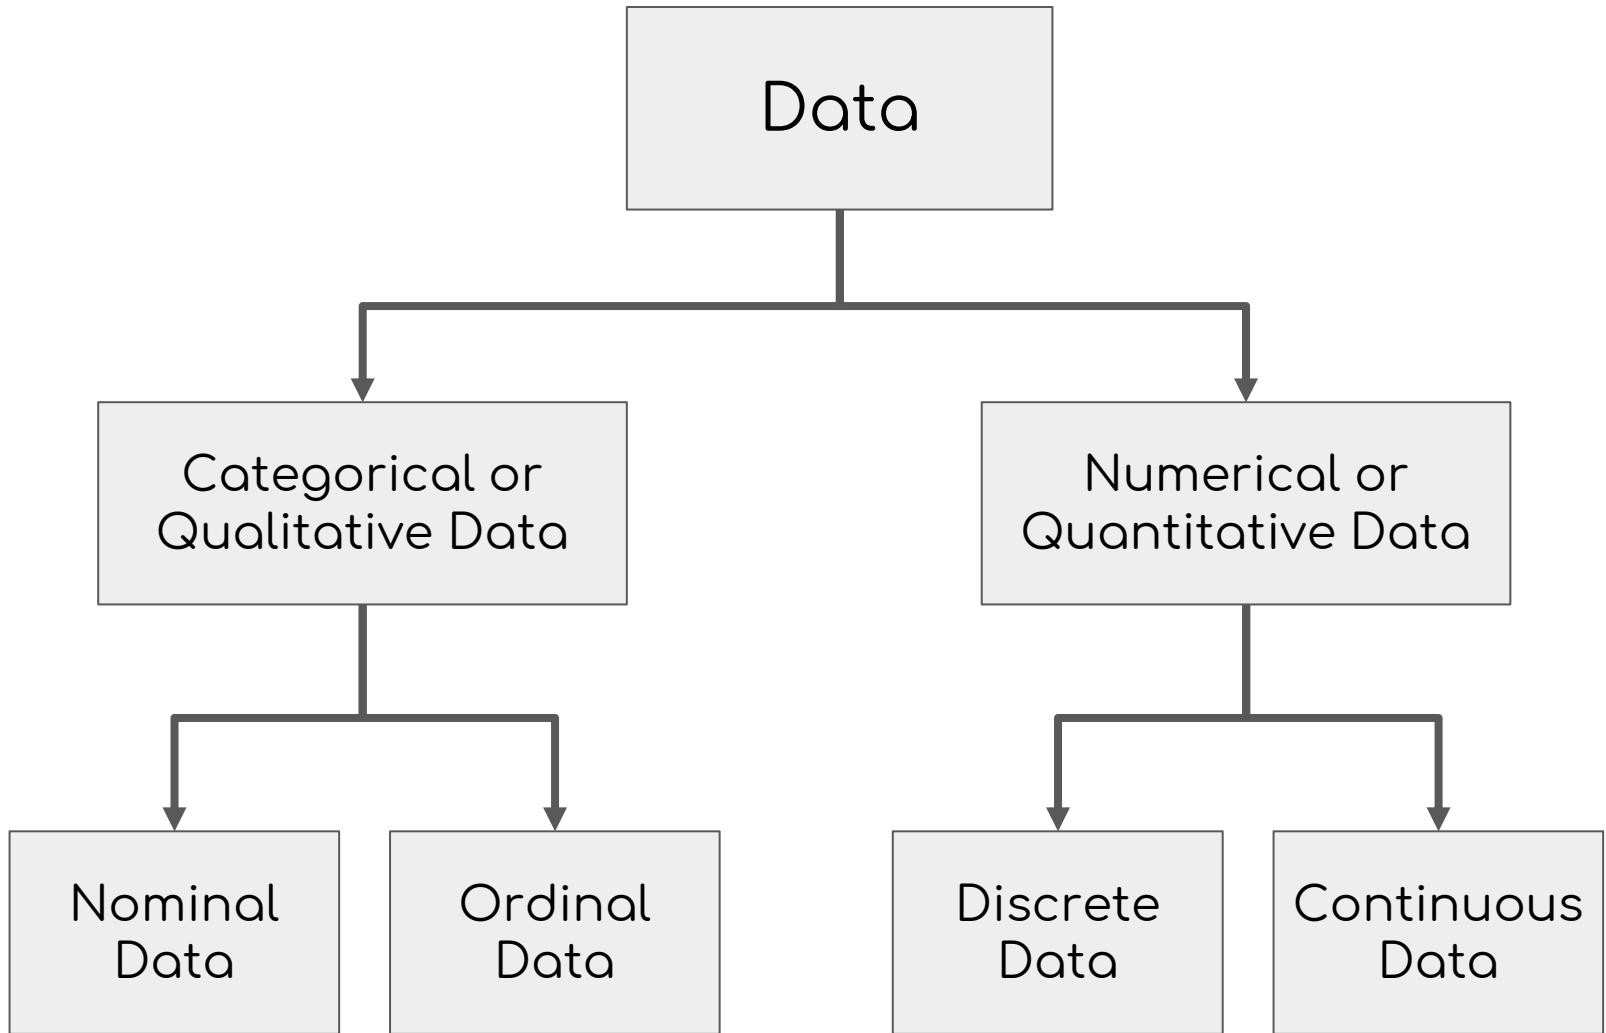 Data
Categorical or
Qualitative Data
Numerical or
Quantitative Data
Nominal
Data
Ordinal
Data
Discrete
Data
Continuous
Data